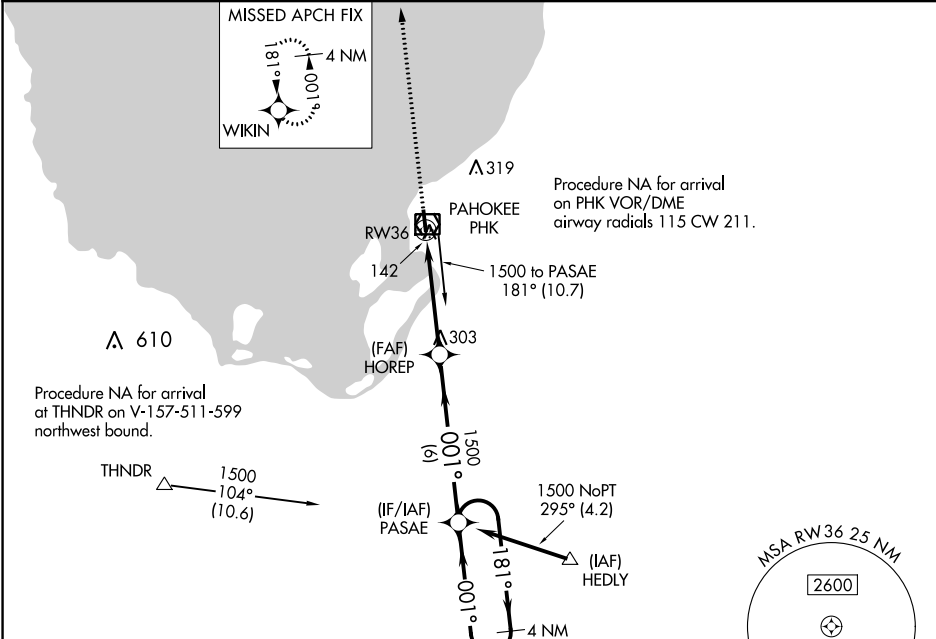 MISSED APCH FIX
4 NM
181°
001°
WIKIN
319
Procedure NA for arrival
on PHK VOR/DME
airway radials 115 CW 211.
PAHOKEE
PHK
RW36
142
1500 to PASAE
181° (10.7)
610
303
(FAF)
HOREP
Procedure NA for arrival
at THNDR on V-157-511-599
northwest bound.
1500
001°
(6)
THNDR
1500
104°
(10.6)
1500 NoPT
295° (4.2)
(IF/IAF)
PASAE
(IAF)
HEDLY
181°
001°
4 NM
MSA RW36 25 NM
2600